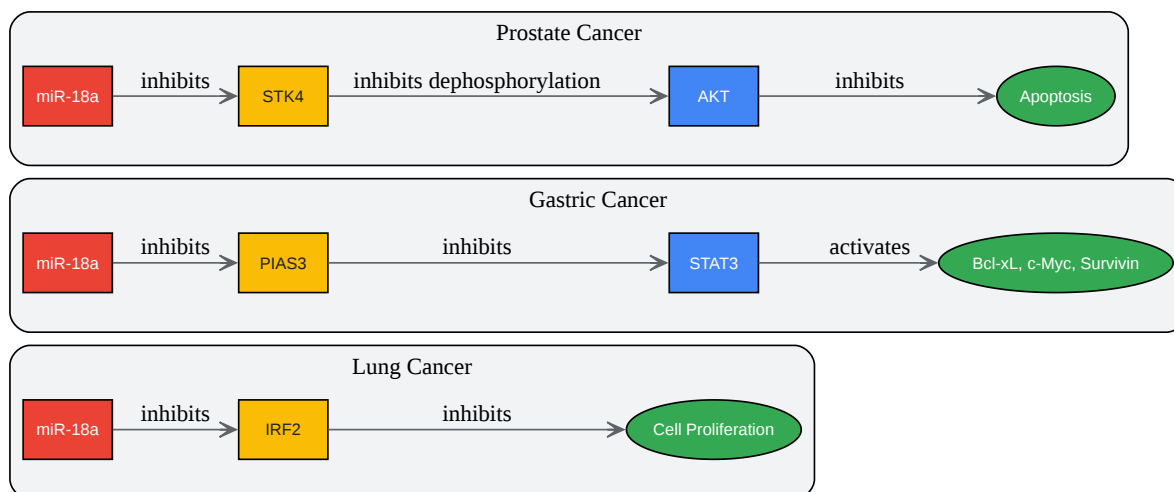 Prostate Cancer
miR-18a inhibits STK4 inhibits dephosphorylation AKT inhibits Apoptosis
Gastric Cancer
miR-18a inhibits PIAS3 inhibits STAT3 activates Bcl-xL, c-Myc, Survivin
Lung Cancer
miR-18a inhibits IRF2 inhibits Cell Proliferation